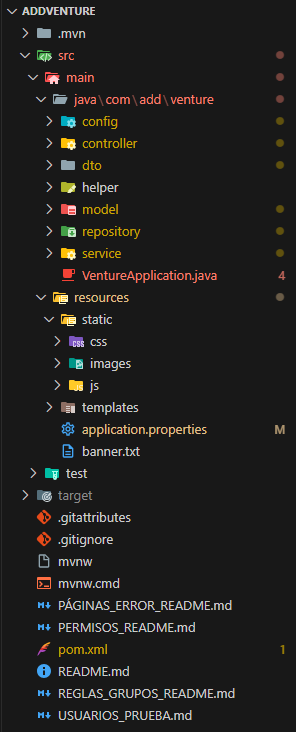 ADDVENTURE
.mvn
src
main
java\com\add\venture
config
controller
dto
helper
model
repository
service
VentureApplication.java 4
resources
static
css
images
js
templates
application.properties M
banner.txt
test
target
.gitattributes
.gitignore
mvnw
mvnw.cmd
PÁGINAS_ERROR_README.md
PERMISOS_README.md
pom.xml 1
README.md
REGLAS_GRUPOS_README.md
USUARIOS_PRUEBA.md